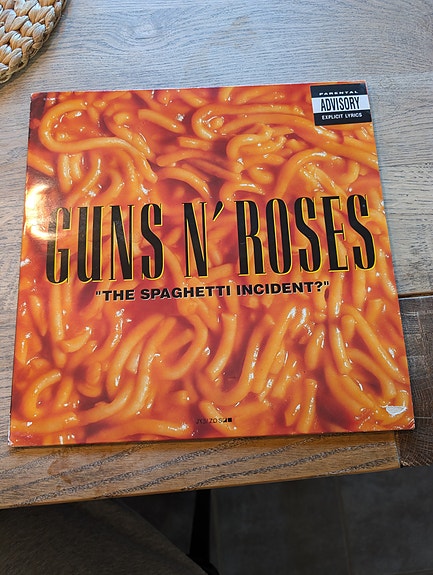 PARENTAL
ADVISORY
EXPLICIT LYRICS
GUNS N' ROSES
"THE SPAGHETTI INCIDENT?"